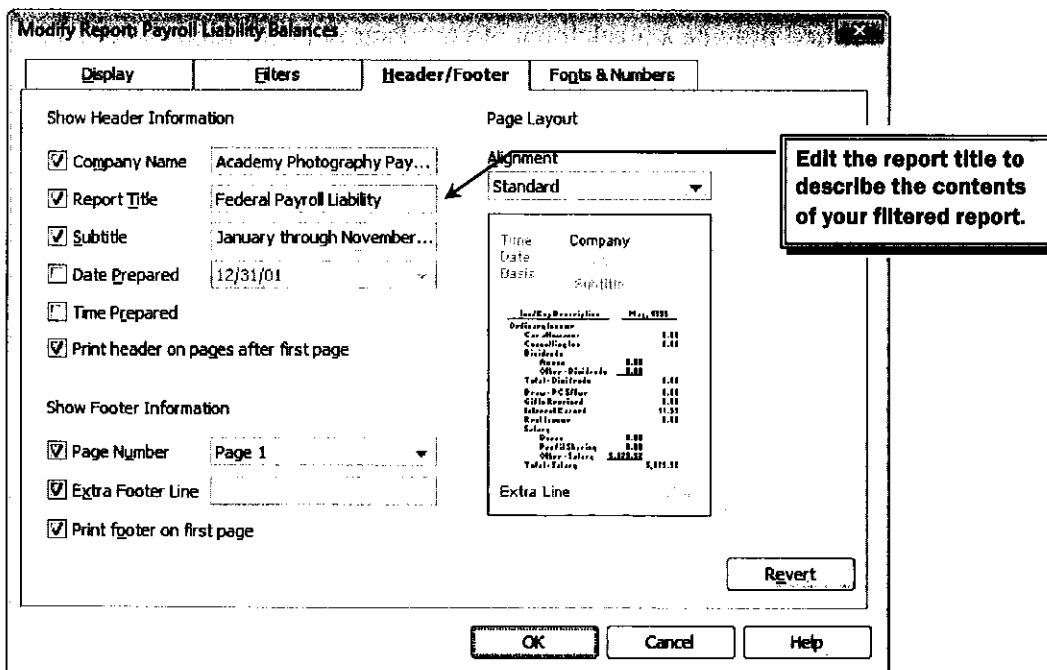 Modify Report: Payroll Liability Balances
Display
Filters
Header/Footer
Fonts & Numbers
Show Header Information
Company Name
Academy Photography Pay...
Report Title
Federal Payroll Liability
Subtitle
January through November...
Date Prepared
12/31/01
Time Prepared
Print header on pages after first page
Show Footer Information
Page Number
Page 1
Extra Footer Line
Print footer on first page
Page Layout
Alignment
Standard
Time
Company
Date
Basis
Subtitle
Extra Line
Edit the report title to
describe the contents
of your filtered report.
Revert
OK
Cancel
Help